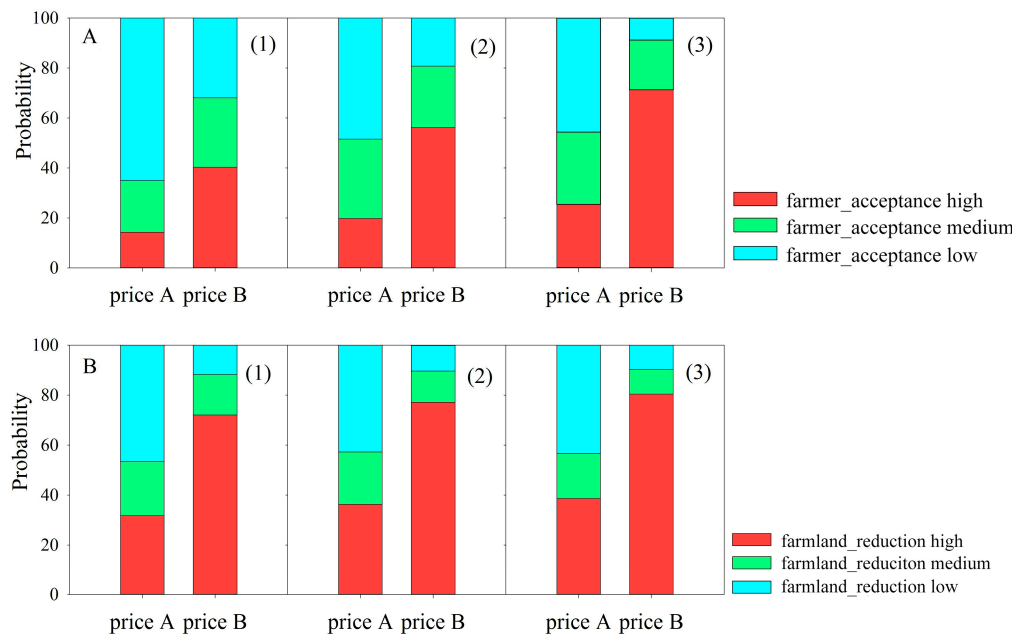 A
(1)
(2)
(3)
Probability
100
80
60
40
20
0
price A price B price A price B price A price B
farmer_acceptance high
farmer_acceptance medium
farmer_acceptance low
B
(1)
(2)
(3)
Probability
100
80
60
40
20
0
price A price B price A price B price A price B
farmland_reduction high
farmland_reduciton medium
farmland_reduction low